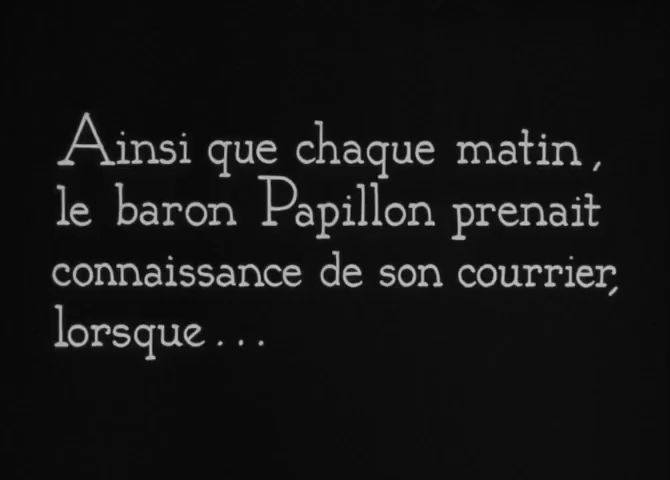 Ainsi que chaque matin,
le baron Papillon prenait
connaissance de son courrier,
lorsque...